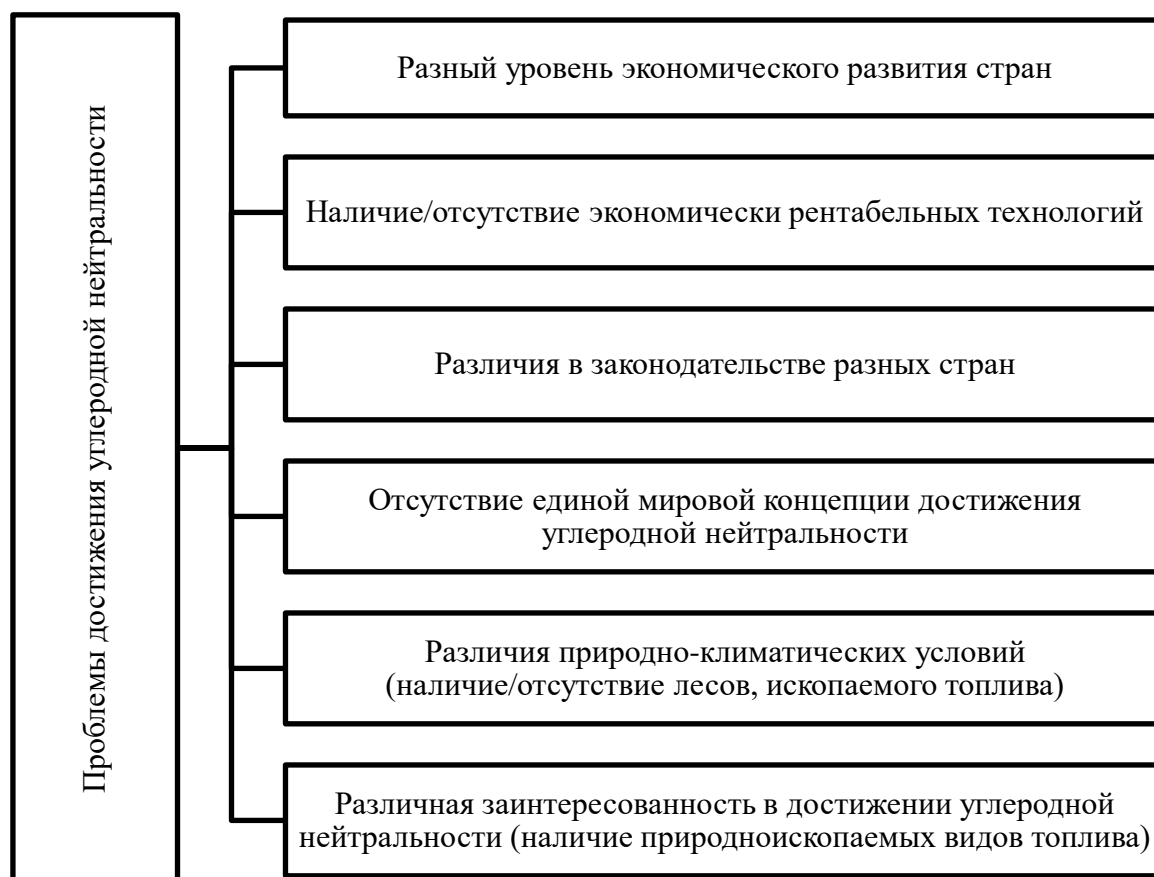 Проблемы достижения углеродной нейтральности
Разный уровень экономического развития стран
Наличие/отсутствие экономически рентабельных технологий
Различия в законодательстве разных стран
Отсутствие единой мировой концепции достижения
углеродной нейтральности
Различия природно-климатических условий
(наличие/отсутствие лесов, ископаемого топлива)
Различная заинтересованность в достижении углеродной
нейтральности (наличие природноископаемых видов топлива)